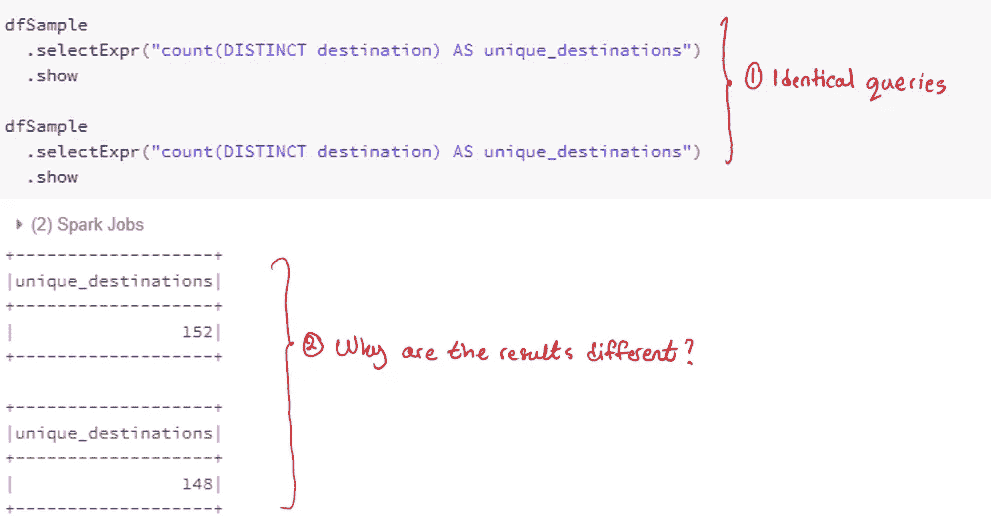 dfSample
.selectExpr("count(DISTINCT destination) AS unique_destinations")
.show
① Identical queries
dfSample
.selectExpr("count(DISTINCT destination) AS unique_destinations")
.show
(2) Spark Jobs
+-------------------+
|unique_destinations|
+-------------------+
|                152|
+-------------------+
② Why are the results different?
+-------------------+
|unique_destinations|
+-------------------+
|                148|
+-------------------+